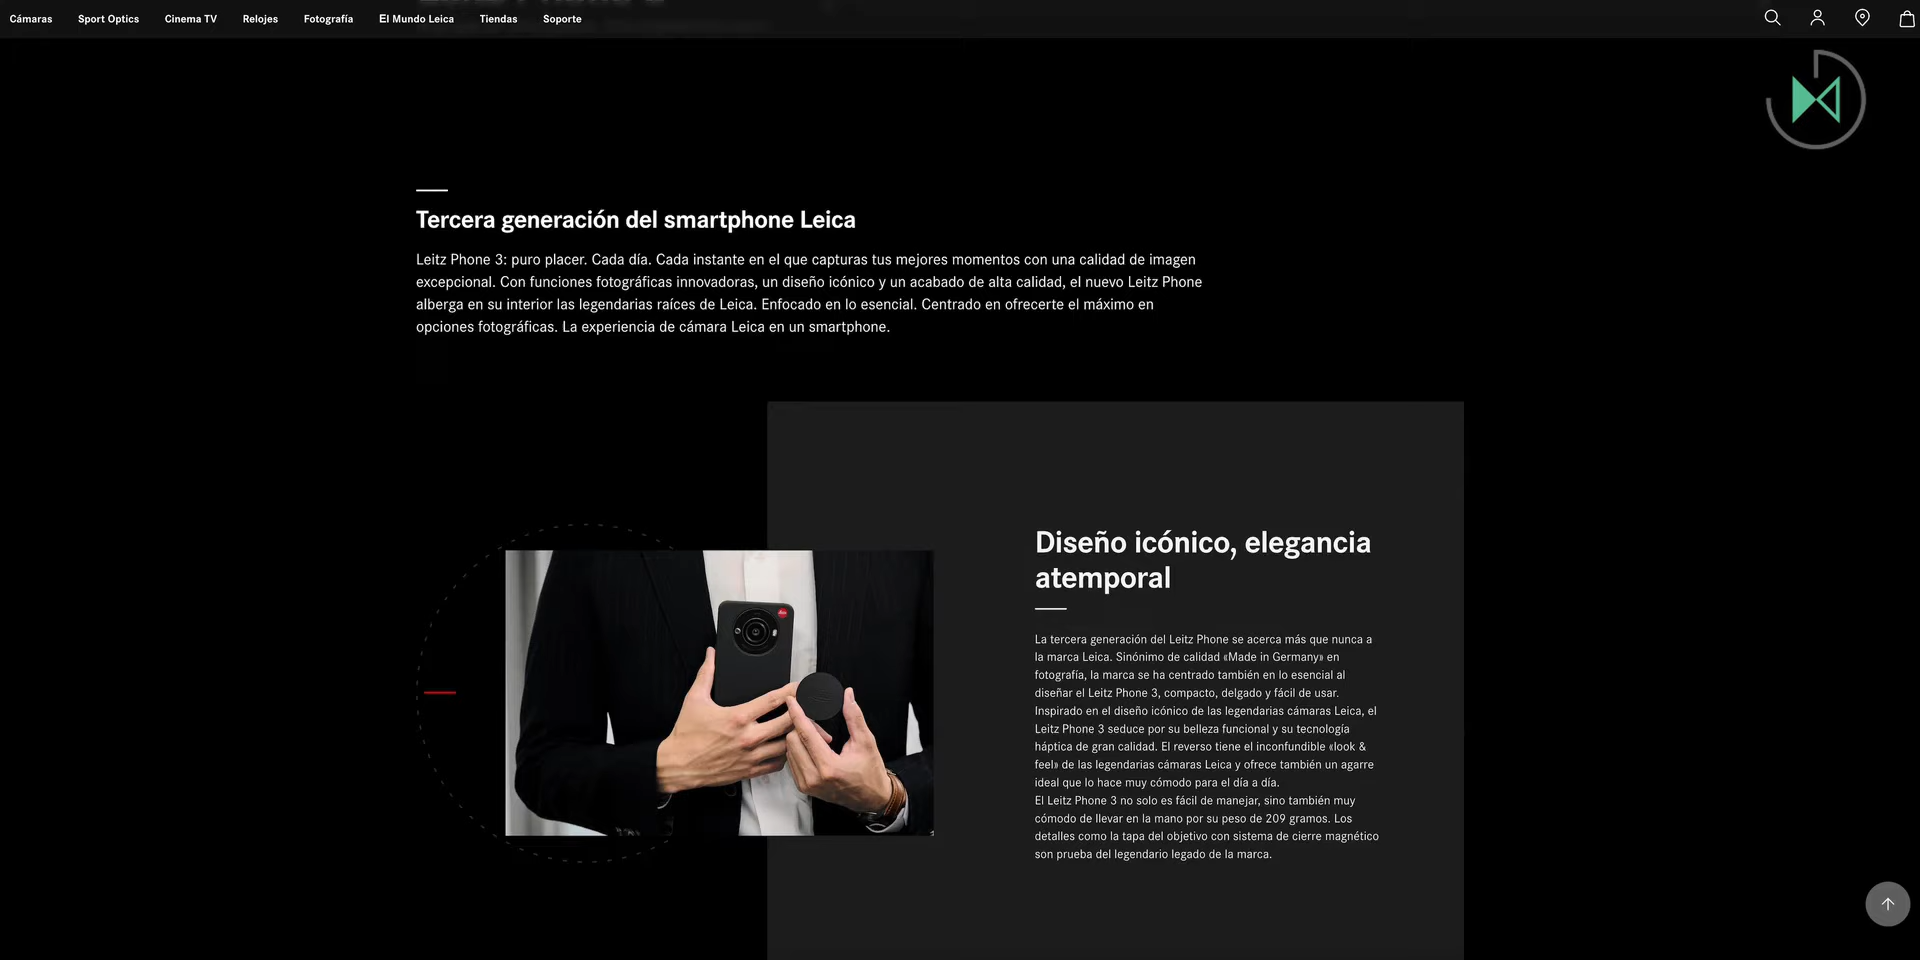 Cámaras
Sport Optics
Cinema TV
Relojes
Fotografía
El Mundo Leica
Tiendas
Soporte
Tercera generación del smartphone Leica
Leitz Phone 3: puro placer. Cada día. Cada instante en el que capturas tus mejores momentos con una calidad de imagen
excepcional. Con funciones fotográficas innovadoras, un diseño icónico y un acabado de alta calidad, el nuevo Leitz Phone
alberga en su interior las legendarias raíces de Leica. Enfocado en lo esencial. Centrado en ofrecerte el máximo en
opciones fotográficas. La experiencia de cámara Leica en un smartphone.
Diseño icónico, elegancia
atemporal
La tercera generación del Leitz Phone se acerca más que nunca a
la marca Leica. Sinónimo de calidad «Made in Germany» en
fotografía, la marca se ha centrado también en lo esencial al
diseñar el Leitz Phone 3, compacto, delgado y fácil de usar.
Inspirado en el diseño icónico de las legendarias cámaras Leica, el
Leitz Phone 3 seduce por su belleza funcional y su tecnología
háptica de gran calidad. El reverso tiene el inconfundible «look &
feel» de las legendarias cámaras Leica y ofrece también un agarre
ideal que lo hace muy cómodo para el día a día.
El Leitz Phone 3 no solo es fácil de manejar, sino también muy
cómodo de llevar en la mano por su peso de 209 gramos. Los
detalles como la tapa del objetivo con sistema de cierre magnético
son prueba del legendario legado de la marca.